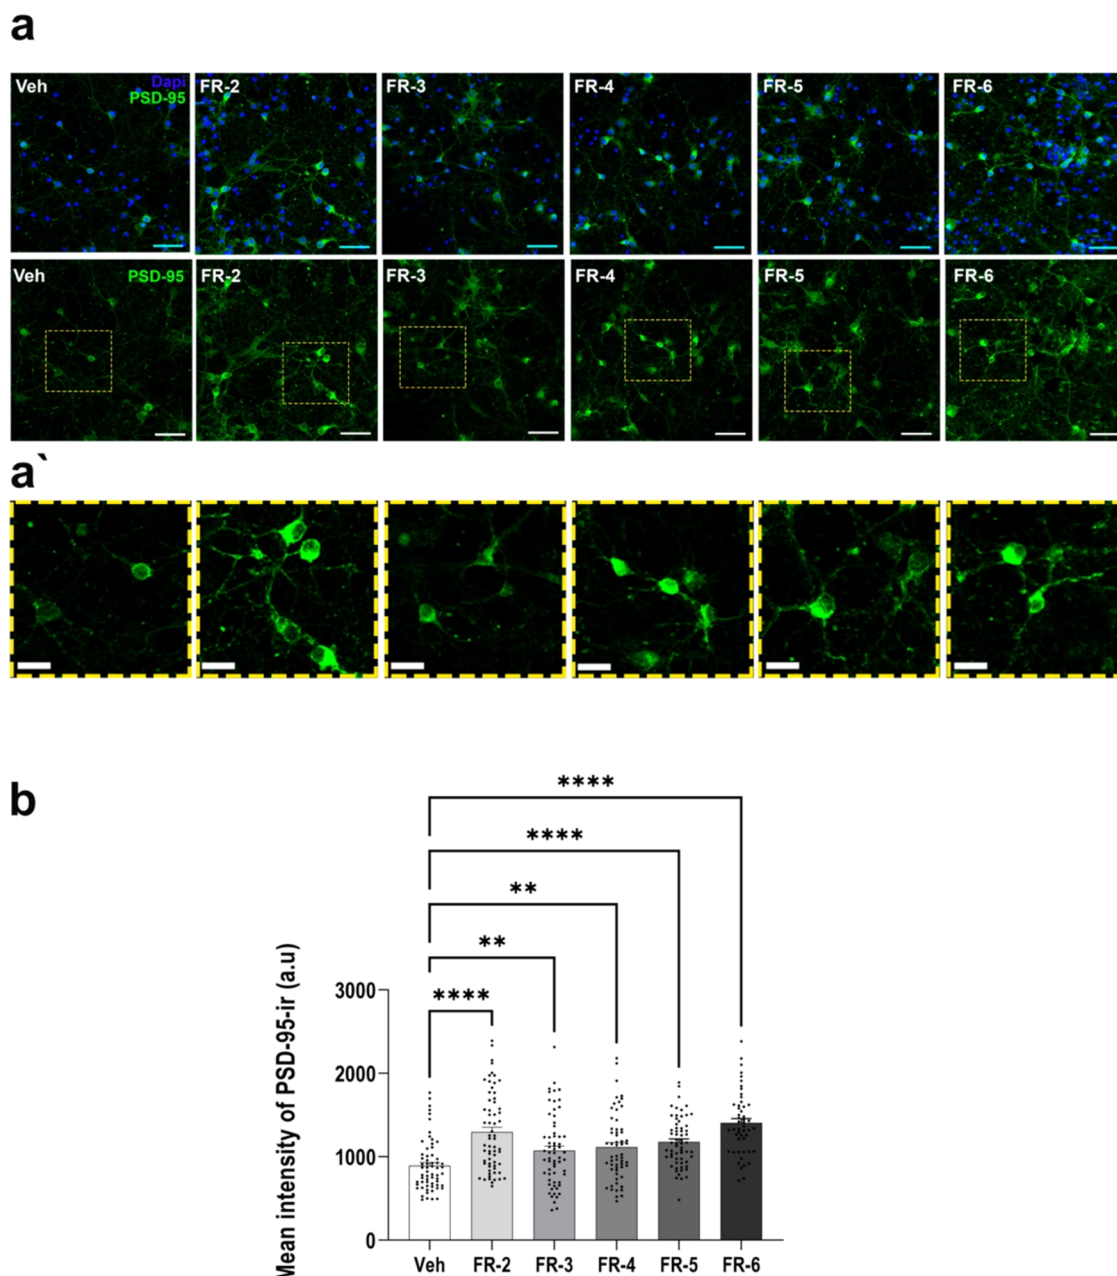 a
Veh
Dapi
PSD-95
FR-2
FR-3
FR-4
FR-5
FR-6
Veh
PSD-95
FR-2
FR-3
FR-4
FR-5
FR-6
a`
b
****
****
**
**
****
Mean intensity of PSD-95-ir (a.u)
3000
2000
1000
0
Veh
FR-2
FR-3
FR-4
FR-5
FR-6